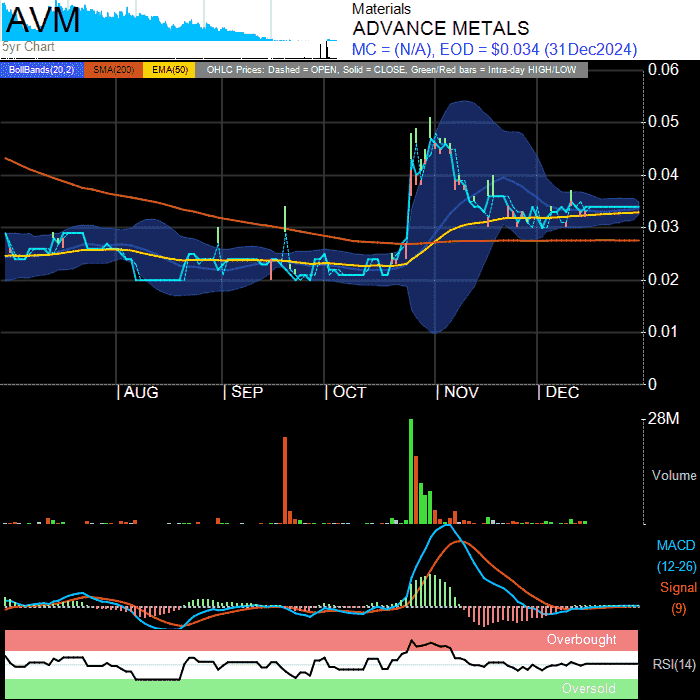 AVM
5yr Chart
Materials
ADVANCE METALS
MC = (N/A), EOD = $0.034 (31Dec2024)
BollBands(20,2) SMA(200) EMA(50) OHLC Prices: Dashed = OPEN, Solid = CLOSE, Green/Red bars = Intra-day HIGH/LOW
0.06
0.05
0.04
0.03
0.02
0.01
0
AUG SEP OCT NOV DEC
28M
Volume
MACD
(12-26)
Signal
(9)
Overbought
RSI(14)
Oversold